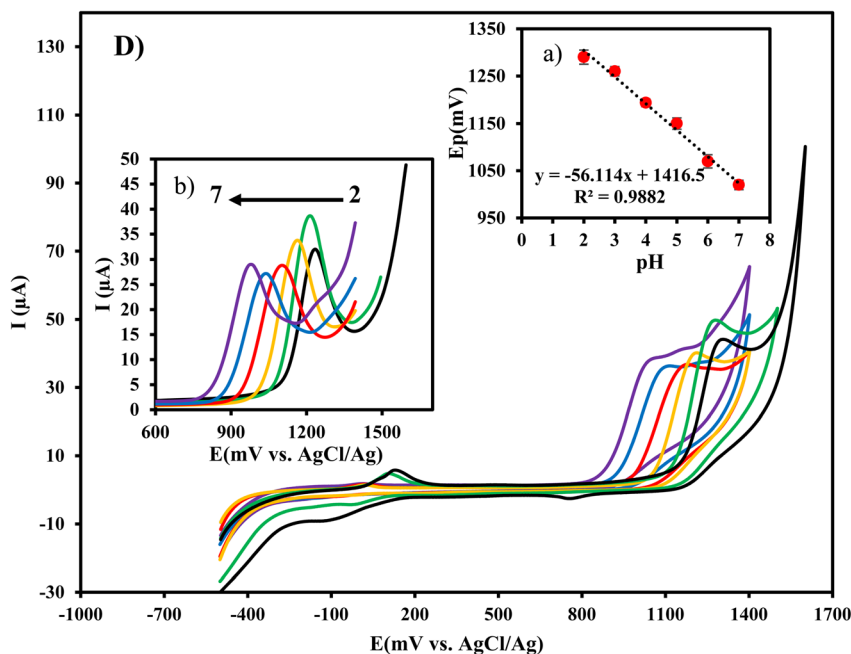 D)
I (µA)
130
110
90
70
50
30
10
-10
-30
-1000 -700 -400 -100 200 500 800 1100 1400 1700
E(mV vs. AgCl/Ag)
a)
Ep(mV)
1350
1250
1150
1050
950
y = -56.114x + 1416.5
R² = 0.9882
0 1 2 3 4 5 6 7 8
pH
b)
7 2
I (µA)
50
45
40
35
30
25
20
15
10
5
0
600 900 1200 1500
E(mV vs. AgCl/Ag)